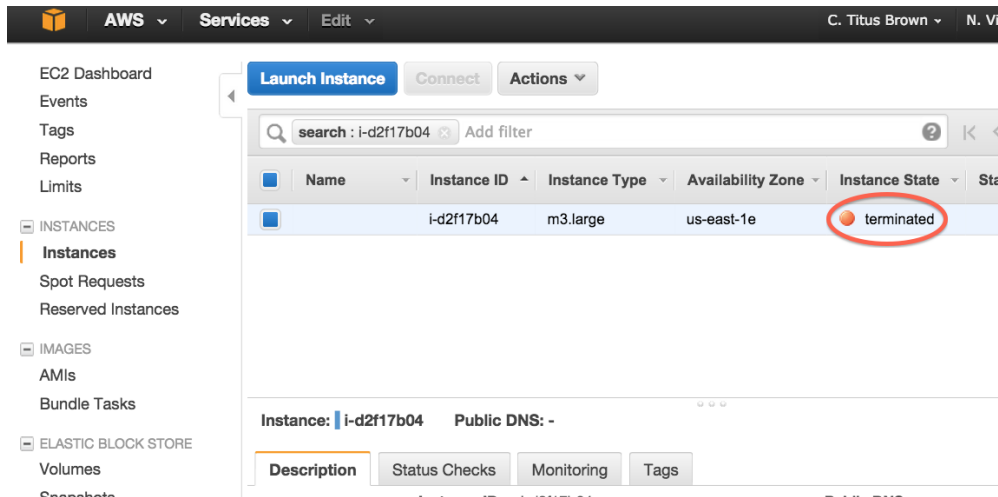 AWS Services Edit C. Titus Brown N. Vi
EC2 Dashboard
Events
Tags
Reports
Limits
INSTANCES
Instances
Spot Requests
Reserved Instances
IMAGES
AMIs
Bundle Tasks
ELASTIC BLOCK STORE
Volumes
Snapshots
Launch Instance Connect Actions
search : i-d2f17b04 Add filter
Name Instance ID Instance Type Availability Zone Instance State Sta
i-d2f17b04 m3.large us-east-1e terminated
Instance: i-d2f17b04 Public DNS: -
Description Status Checks Monitoring Tags